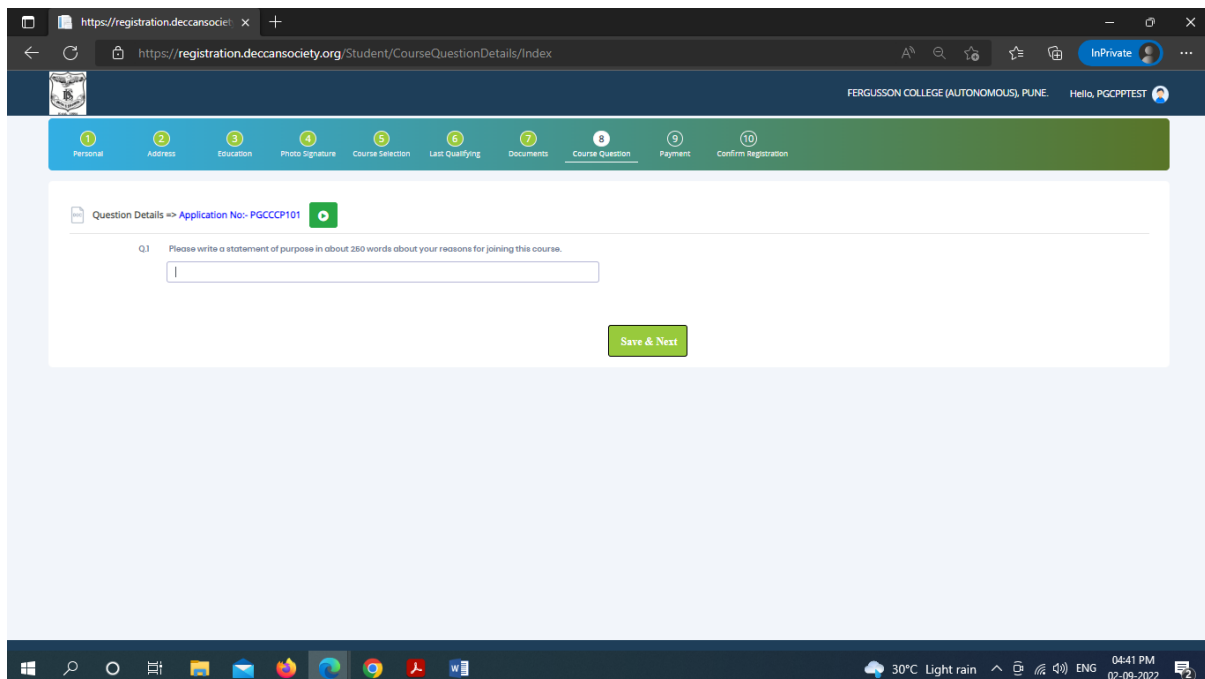 https://registration.deccansociet
https://registration.deccansociety.org/Student/CourseQuestionDetails/Index
InPrivate
FERGUSSON COLLEGE (AUTONOMOUS), PUNE. Hello, PGCPPTEST
1 2 3 4 5 6 7 8 9 10
Personal Address Education Photo Signature Course Selection Last Qualifying Documents Course Question Payment Confirm Registration
Question Details => Application No:- PGCCCP101
Q.1 Please write a statement of purpose in about 250 words about your reasons for joining this course.
Save & Next
30°C Light rain ENG 04:41 PM
02-09-2022 2